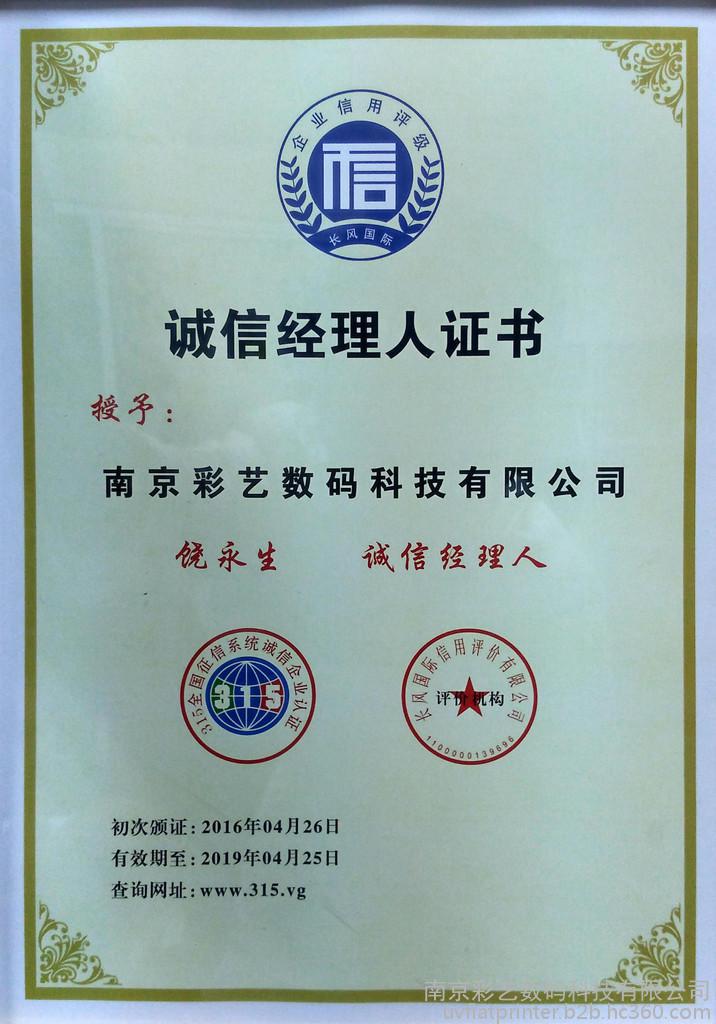 企业信用评级
信
长风国际
诚信经理人证书
授予：
南京彩艺数码科技有限公司
饶永生 诚信经理人
315全国征信系统诚信企业认证
315
长风国际信用评价有限公司
评价机构
1100000139696
初次颁证：2016年04月26日
有效期至：2019年04月25日
查询网址：www.315.vg
南京彩艺数码科技有限公司
uvflatprinter.b2b.hc360.com